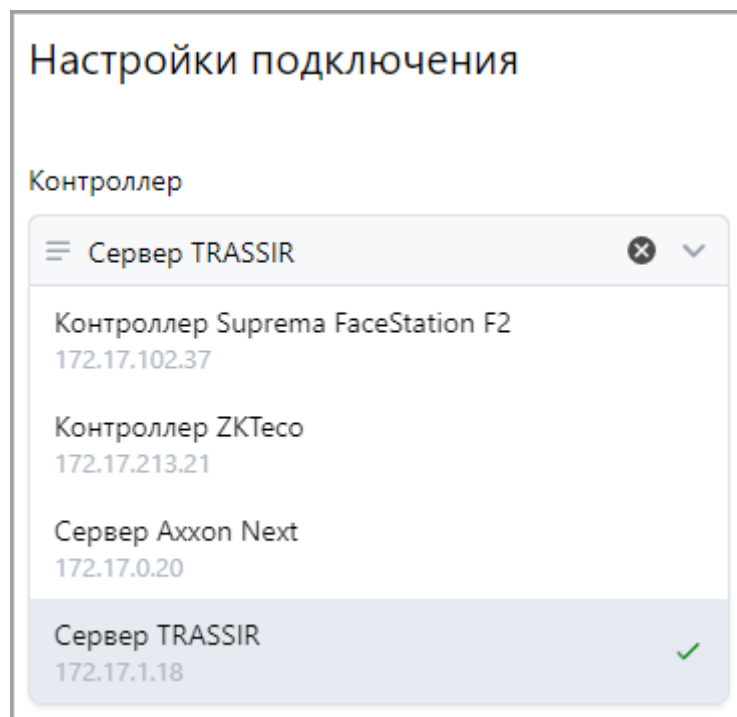 Настройки подключения
Контроллер
Сервер TRASSIR
Контроллер Suprema FaceStation F2
172.17.102.37
Контроллер ZKTeco
172.17.213.21
Сервер Axxon Next
172.17.0.20
Сервер TRASSIR
172.17.1.18